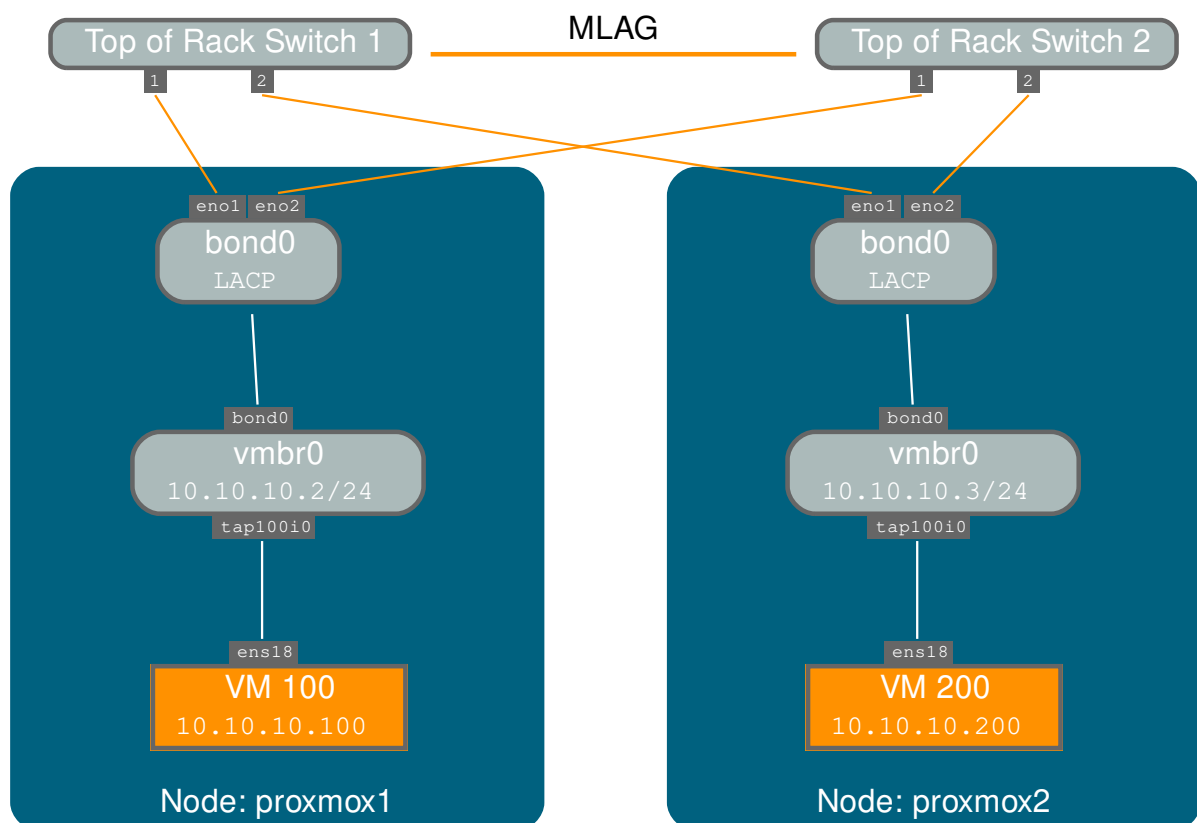 MLAG
Top of Rack Switch 1
Top of Rack Switch 2
1
2
1
2
eno1
eno2
bond0
LACP
bond0
vmbr0
10.10.10.2/24
tap100i0
ens18
VM 100
10.10.10.100
Node: proxmox1
eno1
eno2
bond0
LACP
bond0
vmbr0
10.10.10.3/24
tap100i0
ens18
VM 200
10.10.10.200
Node: proxmox2